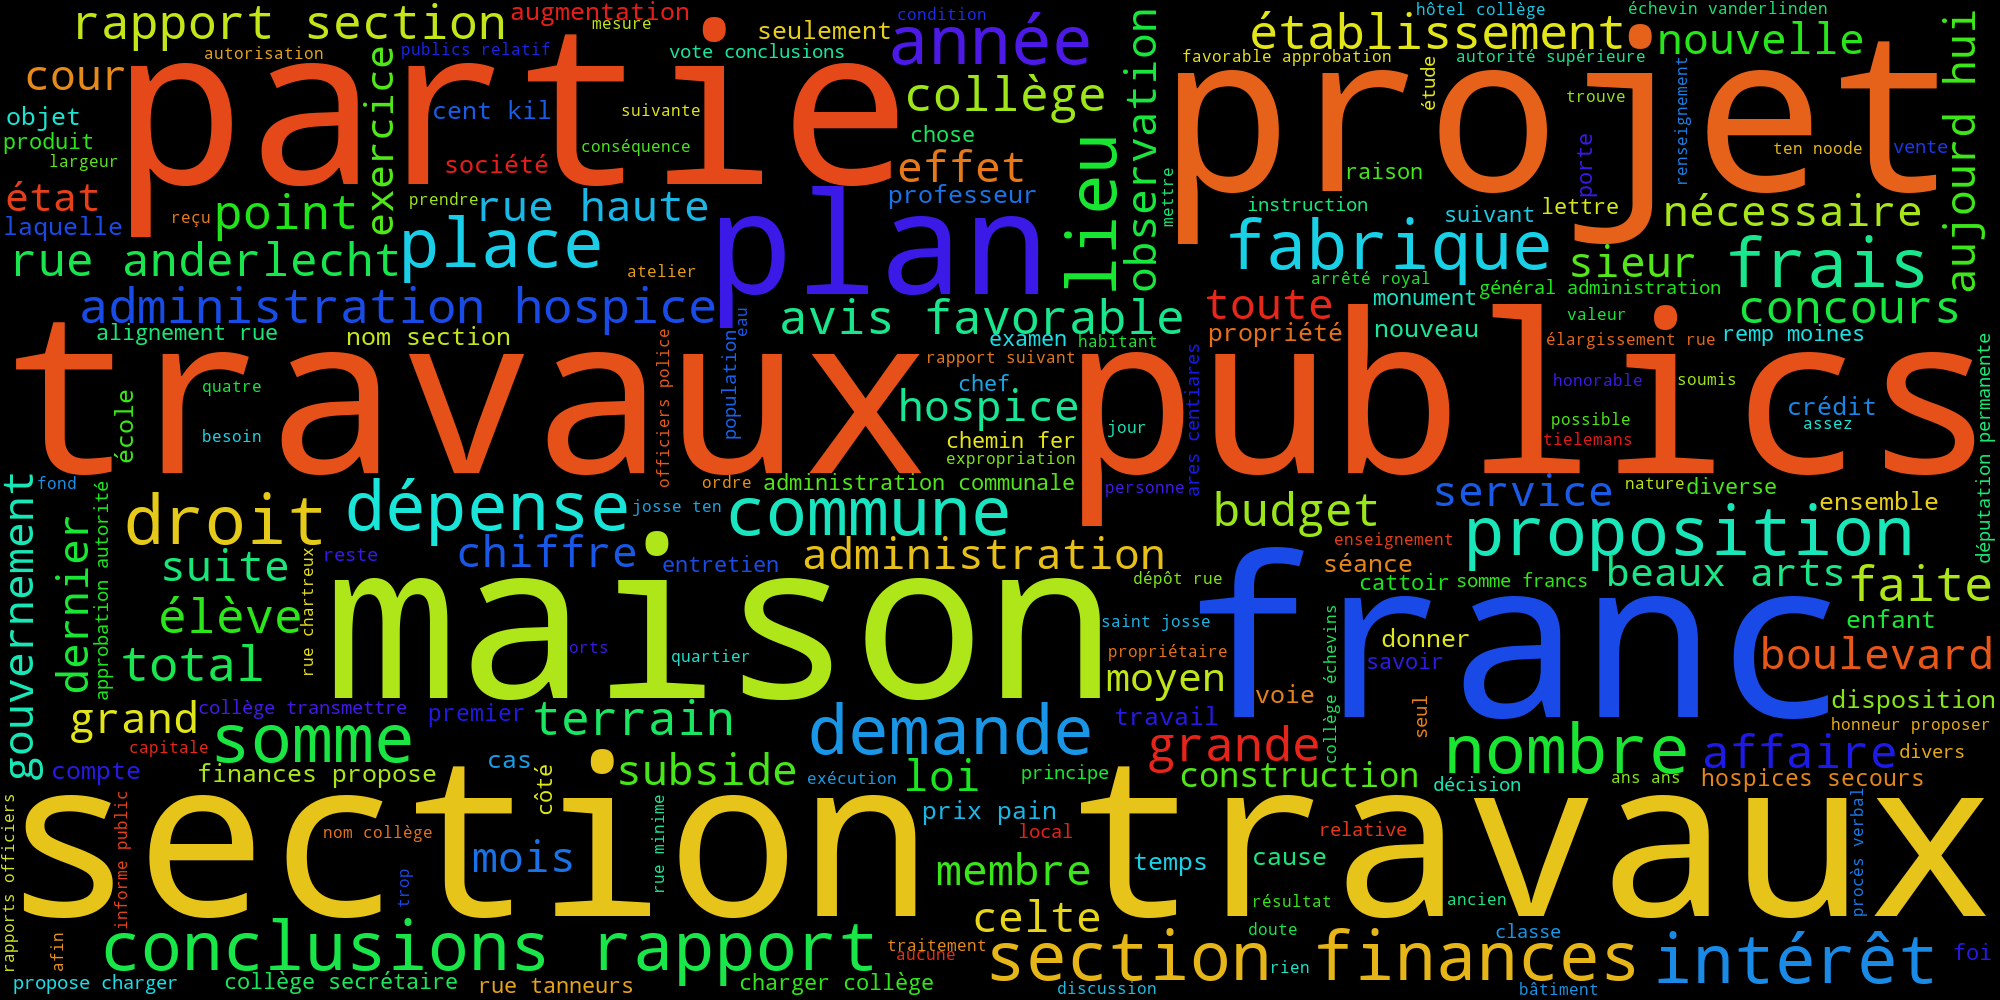 rapport section
augmentation
mesure
condition
hôtel collège
échevin vanderlinden
seulement
année
établissement
nouvelle
autorisation
publics relatif
vote conclusions
favorable approbation
autorité supérieure
cour
partie
projet
aujourd hui
exercice
collège
observation
étude
trouve
renseignement
objet
cent kil
suivante
chose
produit
largeur
société
conséquence
effet
lieu
raison
porte
ten noode
vente
état
laquelle
reçu
point
prendre
rue haute
professeur
mettre
instruction
suivant
lettre
nécessaire
rue anderlecht
place
plan
fabrique
sieur
frais
atelier
arrêté royal
général administration
administration hospice
eau
avis favorable
toute
monument
concours
alignement rue
nom section
examen
habitant
propriété
nouveau
valeur
élargissement rue
remp moines
travaux publics
rapport suivant
officiers police
population
quatre
chef
honorable
soumis
école
hospice
ares centiares
crédit
besoin
jour
possible
assez
chemin fer
tielemans
expropriation
députation permanente
fond
ordre
administration communale
personne
service
nature
diverse
gouvernement
droit
dépense
josse ten
commune
budget
ensemble
proposition
dernier
approbation autorité
suite
rue chartreux
reste
chiffre
entretien
administration
enseignement
séance
dépôt rue
cattoir
somme francs
beaux arts
faite
élève
maison
franc
saint josse
collège échevins
enfant
orts
quartier
propriétaire
donner
savoir
boulevard
total
moyen
voie
disposition
grand
collège transmettre
premier
terrain
demande
travail
seul
honneur proposer
capitale
somme
grande
nombre
affaire
divers
compte
finances propose
cas
côté
subside
exécution
loi
principe
construction
décision
ans ans
hospices secours
section travaux
rapports officiers
informe public
rue minime
prix pain
procès verbal
nom collège
local
relative
mois
trop
membre
temps
cause
résultat
ancien
celte
afin
conclusions rapport
traitement
aucune
doute
classe
section finances
intérêt
foi
rien
propose charger
collège secrétaire
rue tanneurs
charger collège
discussion
bâtiment